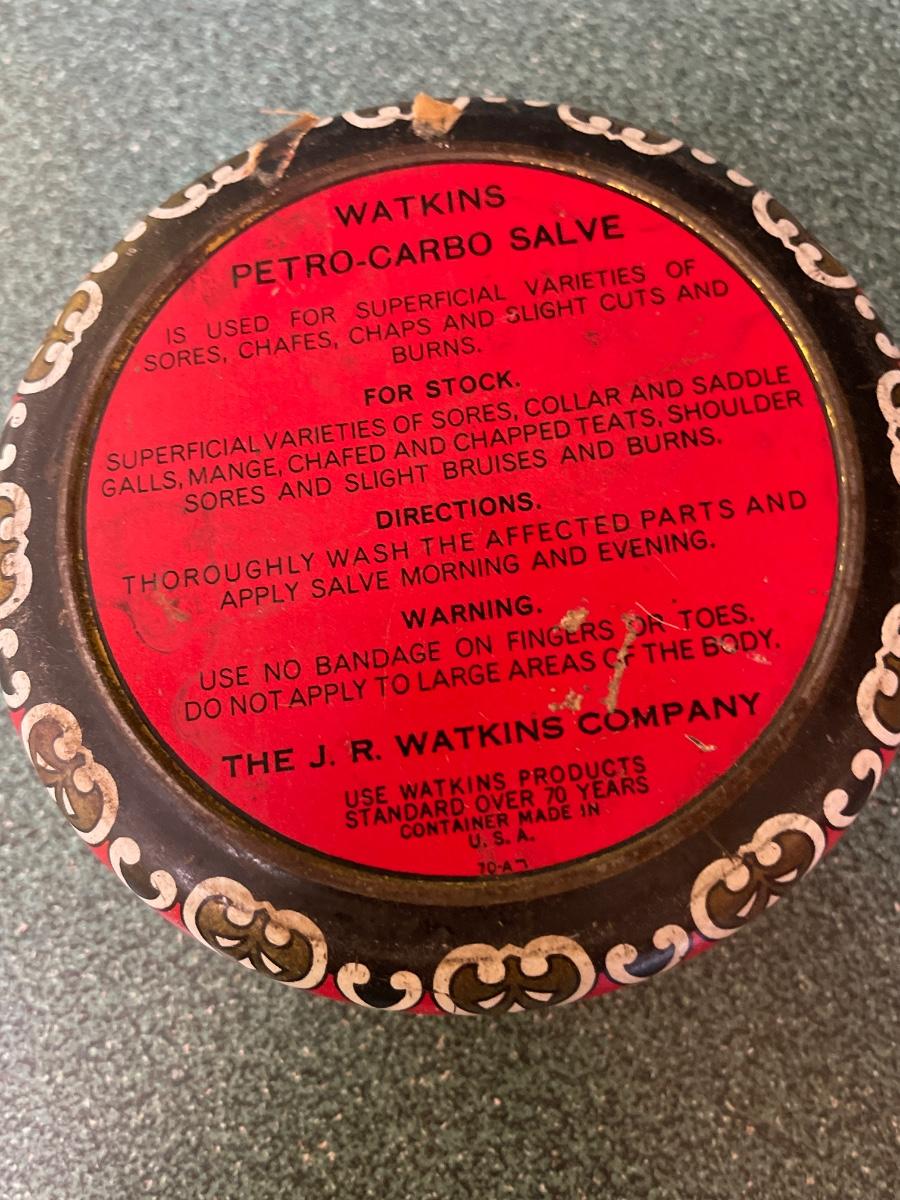 WATKINS
PETRO-CARBO SALVE
IS USED FOR SUPERFICIAL VARIETIES OF
SORES, CHAFES, CHAPS AND SLIGHT CUTS AND
BURNS.
FOR STOCK.
SUPERFICIAL VARIETIES OF SORES, COLLAR AND SADDLE
GALLS, MANGE, CHAFED AND CHAPPED TEATS, SHOULDER
SORES AND SLIGHT BRUISES AND BURNS.
DIRECTIONS.
THOROUGHLY WASH THE AFFECTED PARTS AND
APPLY SALVE MORNING AND EVENING.
WARNING.
USE NO BANDAGE ON FINGERS OR TOES.
DO NOT APPLY TO LARGE AREAS OF THE BODY.
THE J. R. WATKINS COMPANY
USE WATKINS PRODUCTS
STANDARD OVER 70 YEARS
CONTAINER MADE IN
U. S. A.